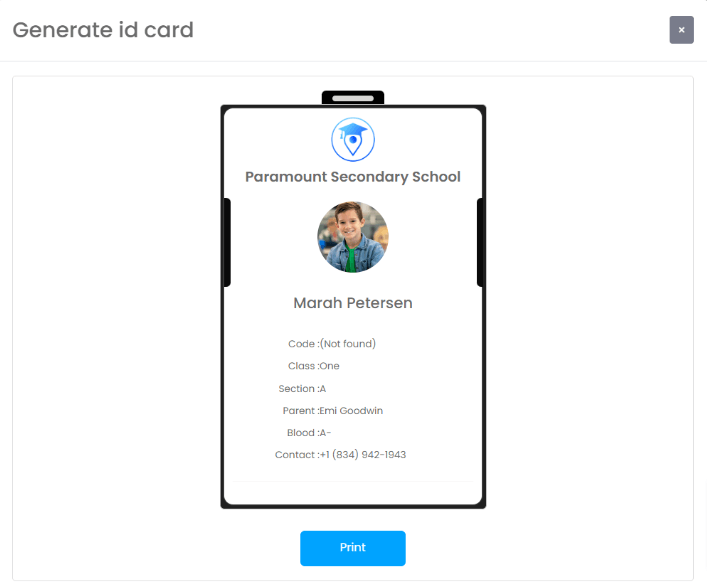 Generate id card
×
Paramount Secondary School
Marah Petersen
Code :(Not found)
Class :One
Section :A
Parent :Emi Goodwin
Blood :A-
Contact :+1 (834) 942-1943
Print